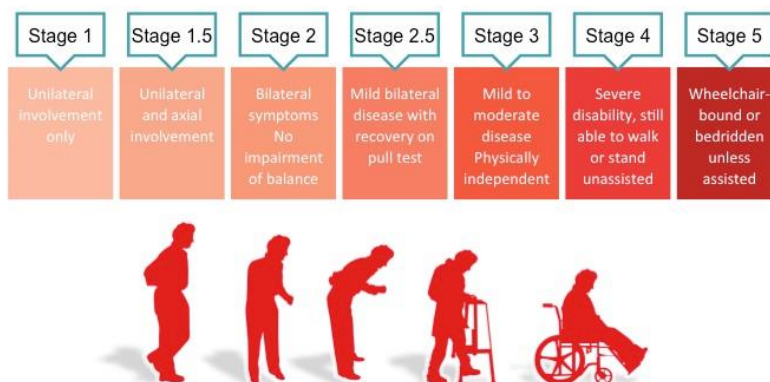 Stage 1
Stage 1.5
Stage 2
Stage 2.5
Stage 3
Stage 4
Stage 5
Unilateral
involvement
only
Unilateral
and axial
involvement
Bilateral
symptoms
No
impairment
of balance
Mild bilateral
disease with
recovery on
pull test
Mild to
moderate
disease
Physically
independent
Severe
disability, still
able to walk
or stand
unassisted
Wheelchair-
bound or
bedridden
unless
assisted